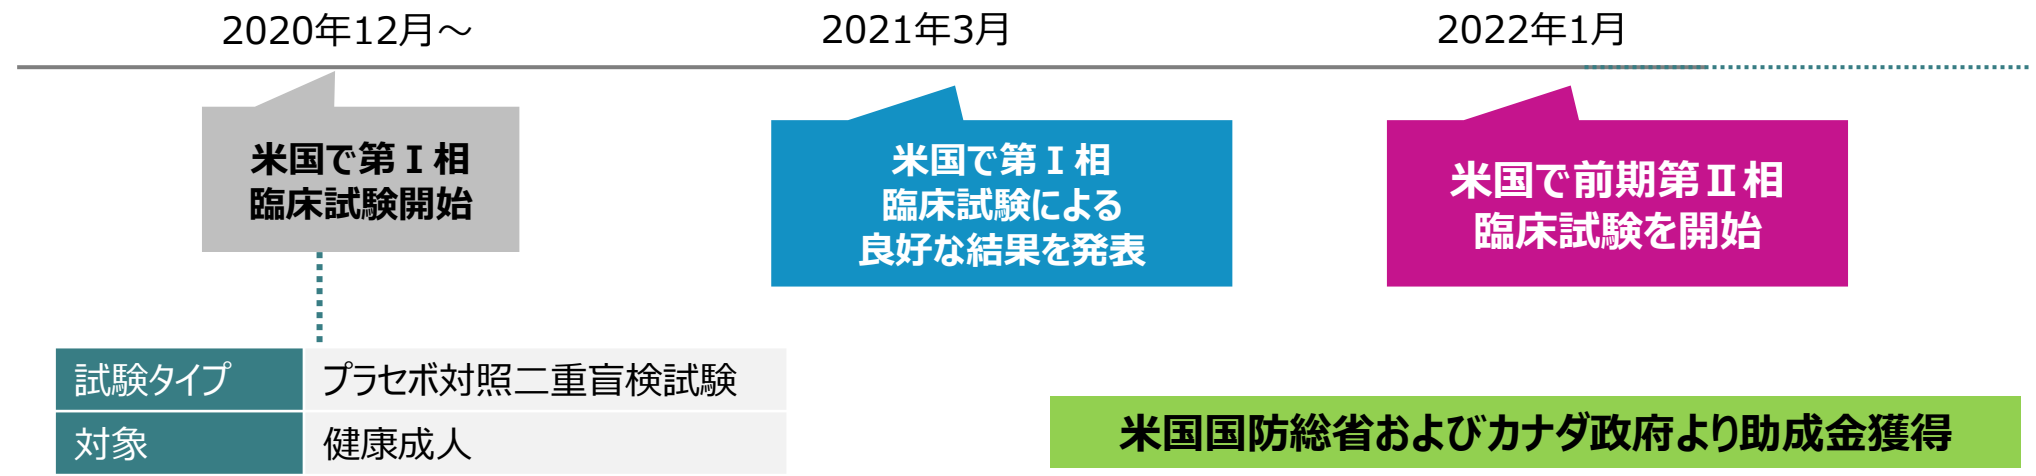 2020年12月～
2021年3月
2022年1月
米国で第Ⅰ相
臨床試験開始
米国で第Ⅰ相
臨床試験による
良好な結果を発表
米国で前期第Ⅱ相
臨床試験を開始
試験タイプ プラセボ対照二重盲検試験
対象 健康成人
米国国防総省およびカナダ政府より助成金獲得